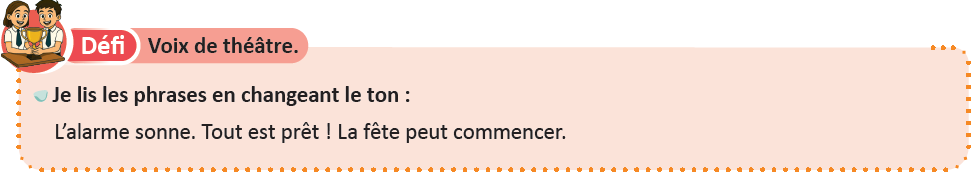 Défi Voix de théâtre.
Je lis les phrases en changeant le ton :
L’alarme sonne. Tout est prêt ! La fête peut commencer.